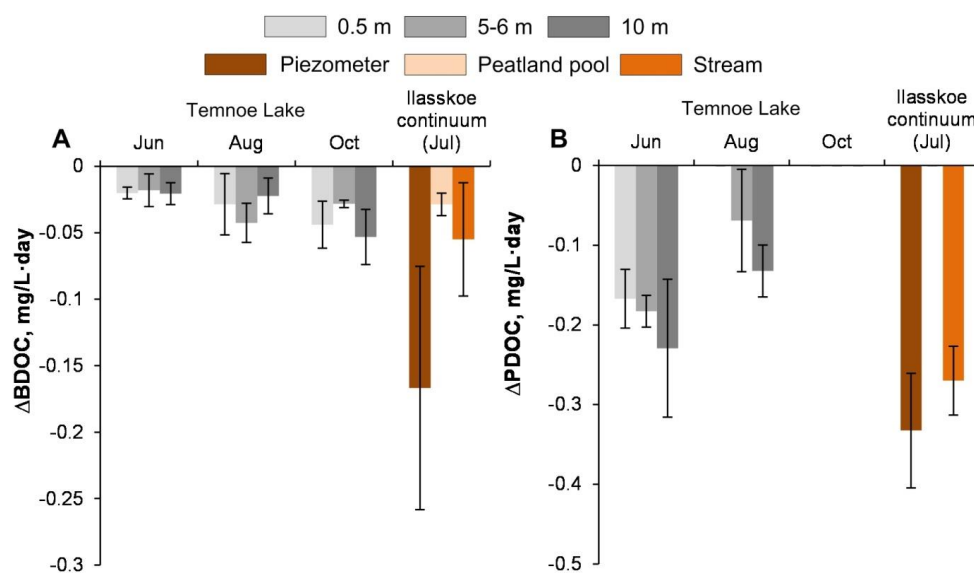 0.5 m 5-6 m 10 m
Piezometer Peatland pool Stream
A
Temnoe Lake
Ilasskoe
continuum
Jun Aug Oct (Jul)
0
-0.05
-0.1
-0.15
-0.2
-0.25
-0.3
ΔBDOC, mg/L·day
B
Temnoe Lake
Ilasskoe
continuum
Jun Aug Oct (Jul)
0
-0.1
-0.2
-0.3
-0.4
-0.5
ΔPDOC, mg/L·day